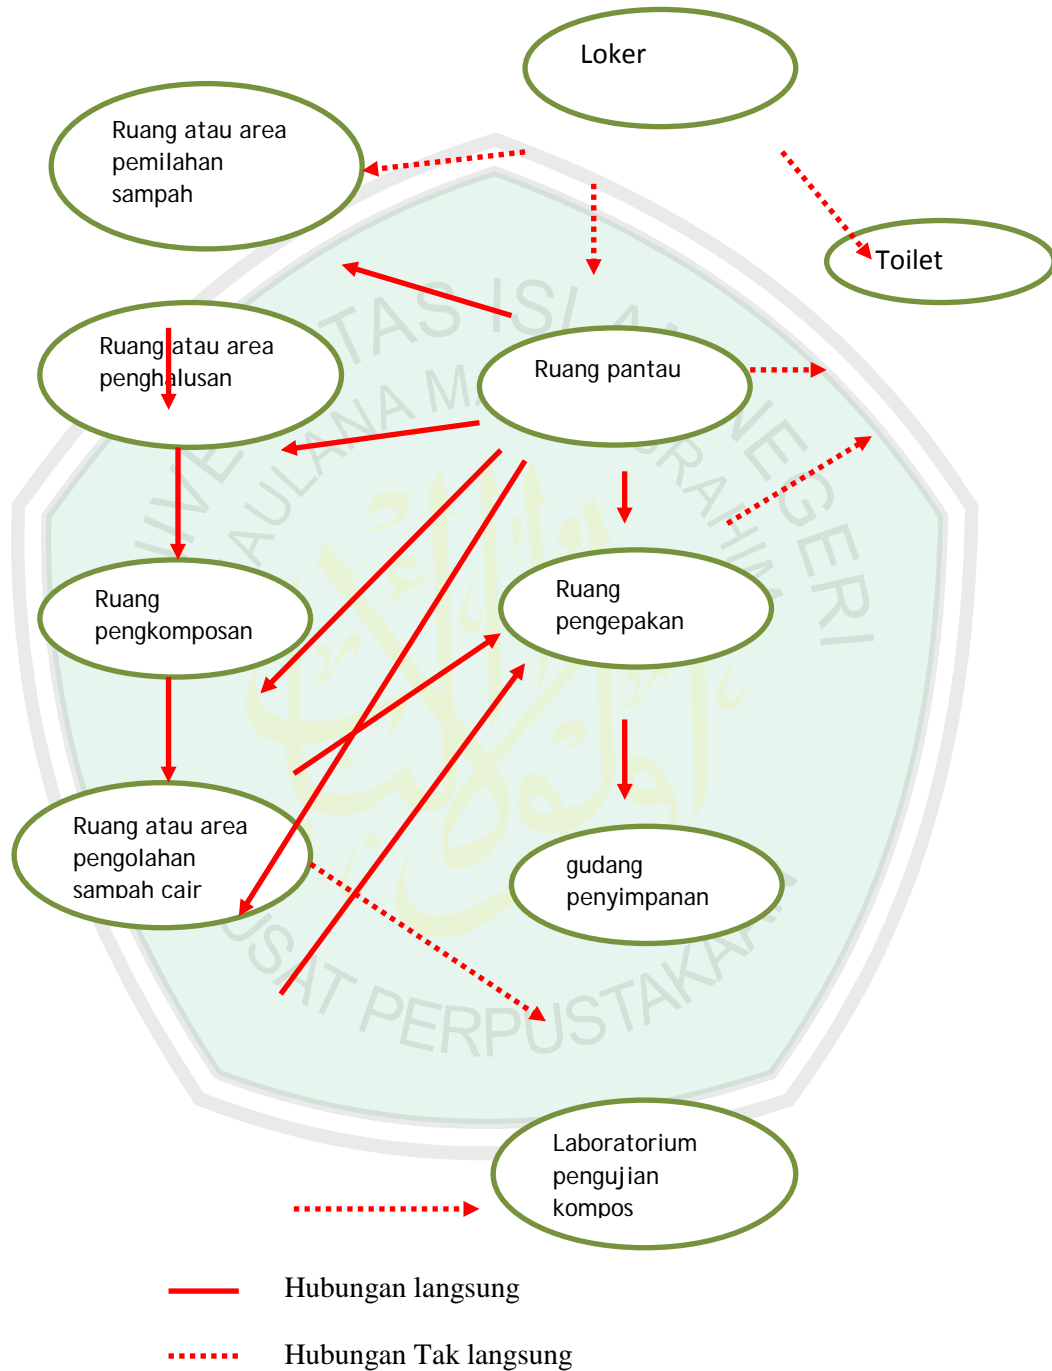 Loker
Ruang atau area
pemilahan
sampah
Toilet
Ruang atau area
penghalusan
Ruang pantau
Ruang
pengkomposan
Ruang
pengepakan
Ruang atau area
pengolahan
sampah cair
gudang
penyimpanan
Laboratorium
pengujian
kompos
Hubungan langsung
Hubungan Tak langsung
PERPUSTAKAAN